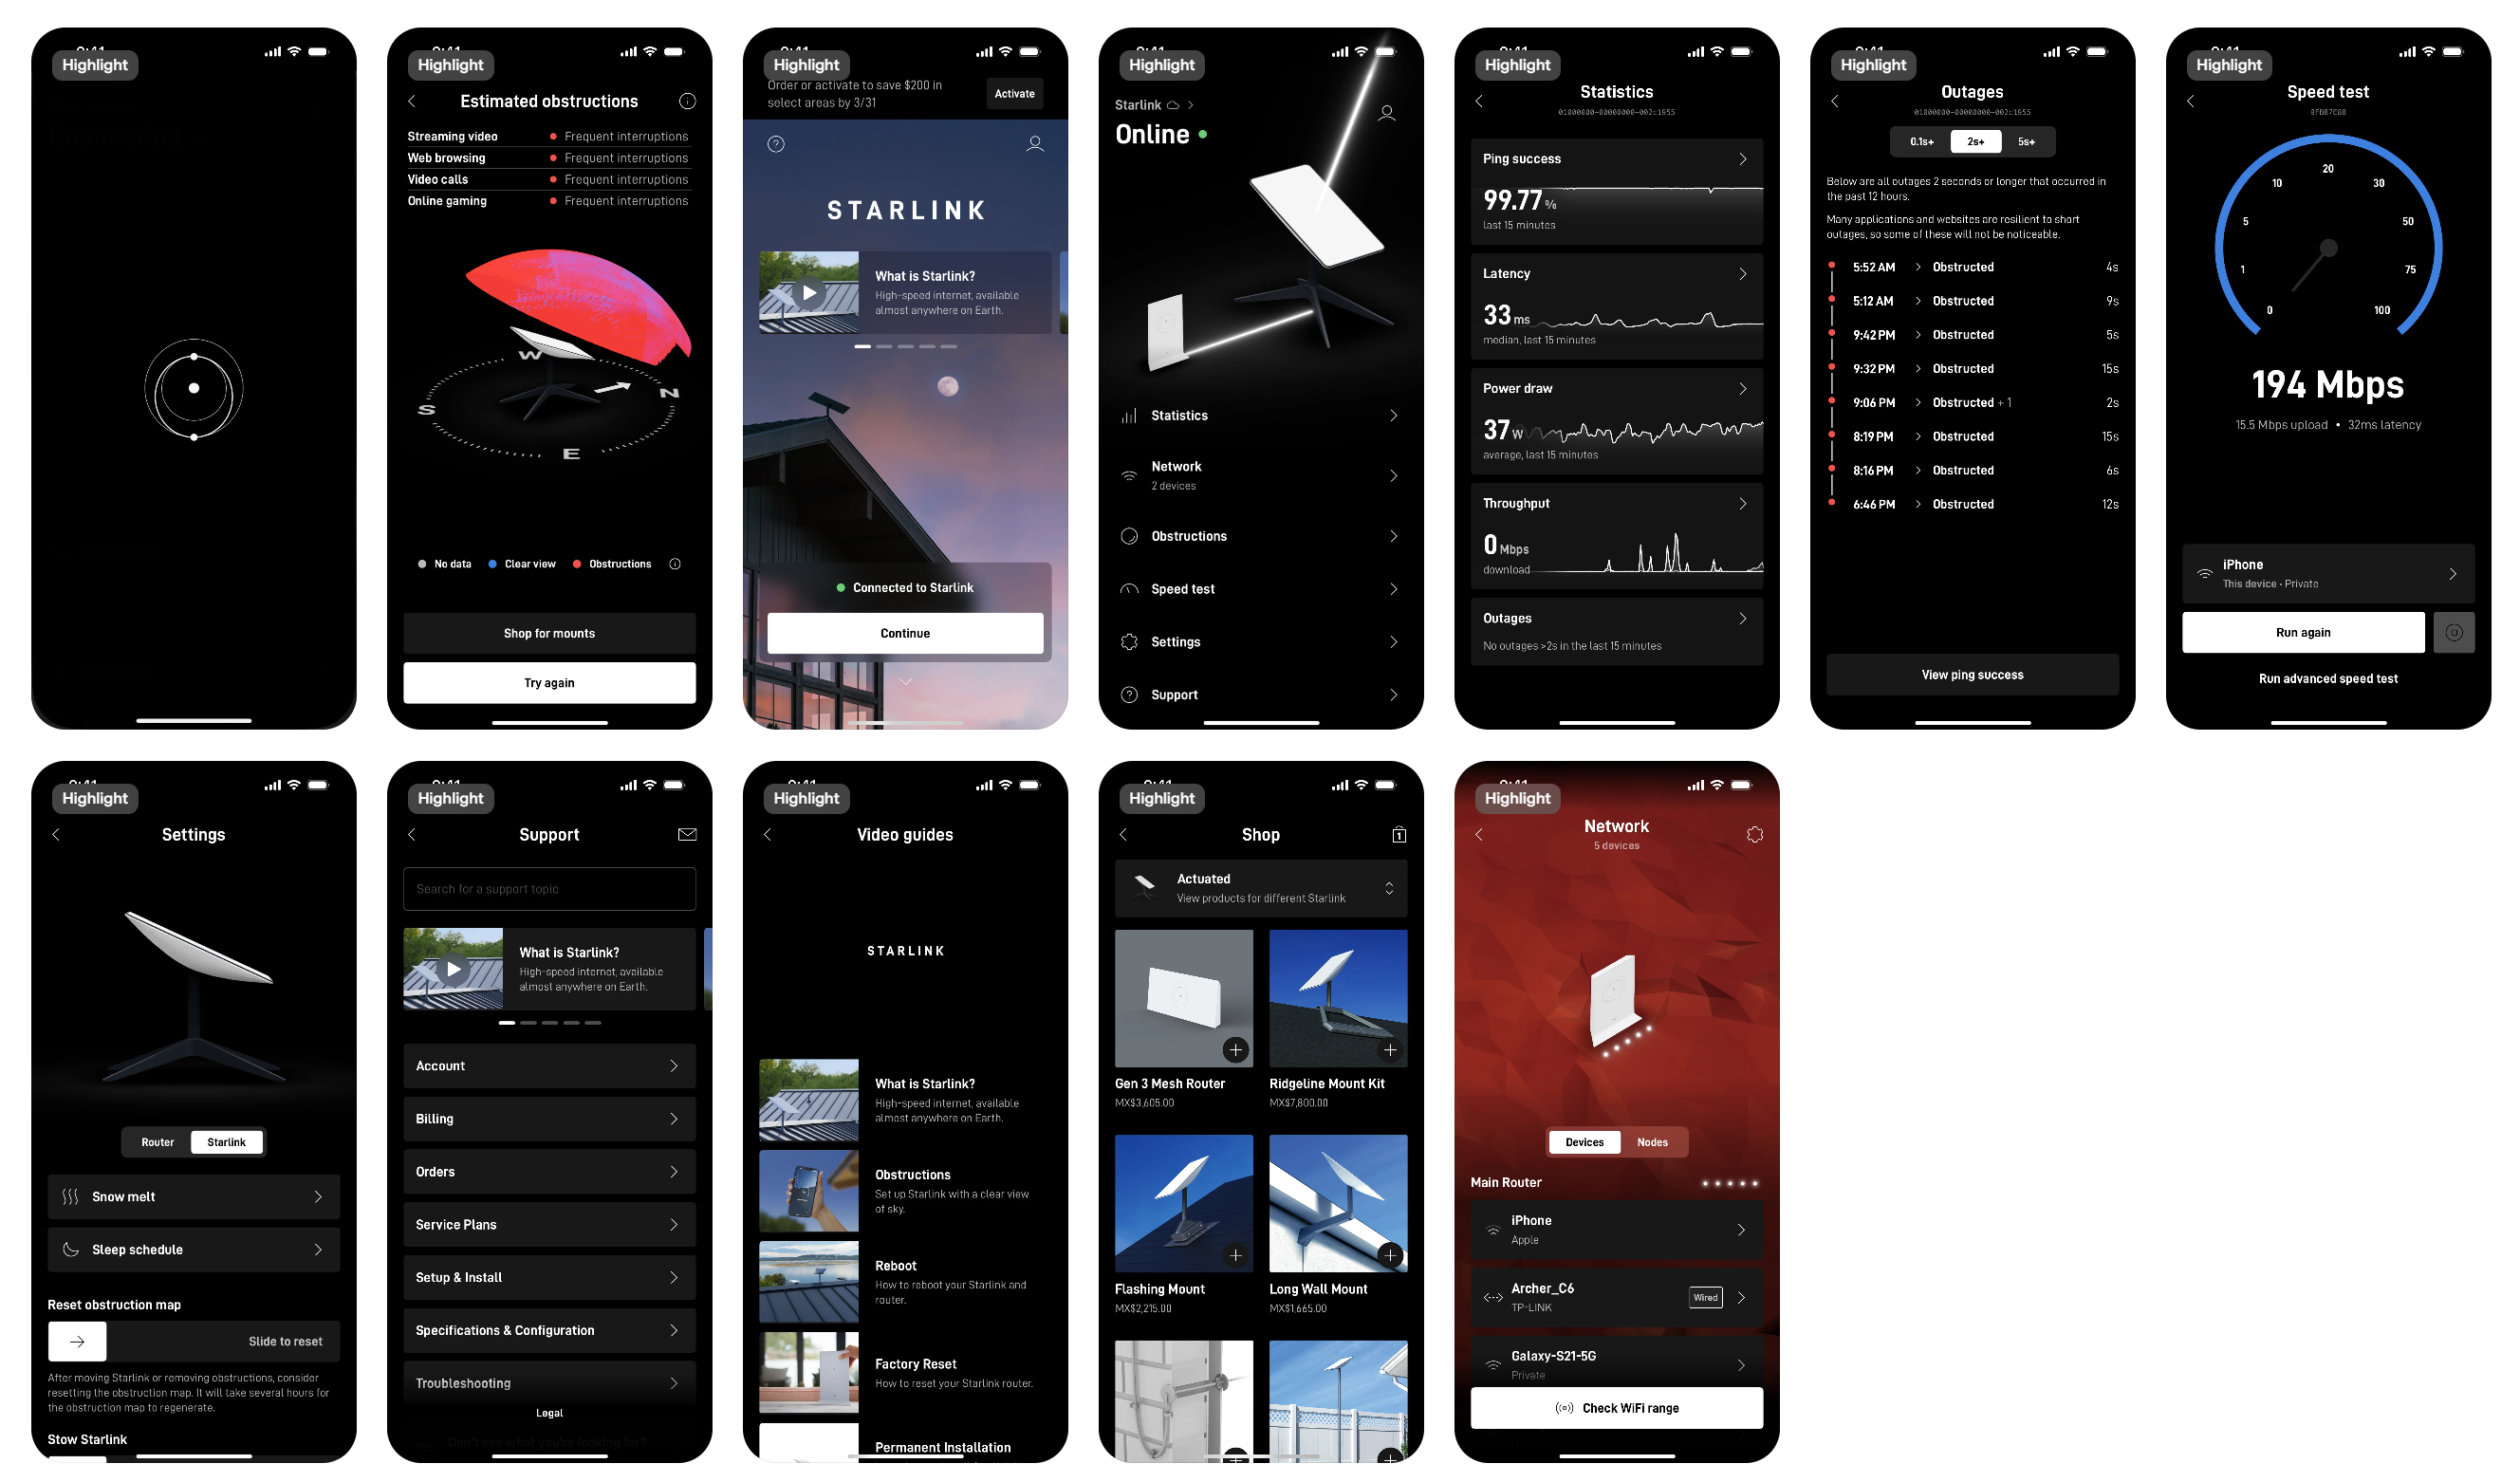 Highlight
Highlight
Estimated obstructions
Streaming video Frequent interruptions
Web browsing Frequent interruptions
Video calls Frequent interruptions
Online gaming Frequent interruptions
W
N
S
E
No data Clear view Obstructions
Shop for mounts
Try again
Highlight
Order or activate to save $200 in
select areas by 3/31
Activate
STARLINK
What is Starlink?
High-speed internet, available
almost anywhere on Earth.
Connected to Starlink
Continue
Highlight
Starlink
Online
Statistics
Network
2 devices
Obstructions
Speed test
Settings
Support
Highlight
Statistics
Ping success
99.77%
last 15 minutes
Latency
33 ms
median, last 15 minutes
Power draw
37 W
average, last 15 minutes
Throughput
0 Mbps
download
Outages
No outages >2s in the last 15 minutes
Highlight
Outages
0.1s+ 2s+ 5s+
Below are all outages 2 seconds or longer that occurred in
the past 12 hours.
Many applications and websites are resilient to short
outages, so some of these will not be noticeable.
5:52 AM > Obstructed 4s
5:12 AM > Obstructed 9s
9:42 PM > Obstructed 5s
9:32 PM > Obstructed 15s
9:06 PM > Obstructed + 1 2s
8:19 PM > Obstructed 15s
8:16 PM > Obstructed 6s
6:46 PM > Obstructed 12s
View ping success
Highlight
Speed test
20
10 30
5 50
1 75
0 100
194 Mbps
15.5 Mbps upload • 32ms latency
iPhone
This device • Private
Run again
Run advanced speed test
Highlight
Settings
Router Starlink
Snow melt
Sleep schedule
Reset obstruction map
Slide to reset
After moving Starlink or removing obstructions, consider
resetting the obstruction map. It will take several hours for
the obstruction map to regenerate.
Stow Starlink
Highlight
Support
Search for a support topic
What is Starlink?
High-speed internet, available
almost anywhere on Earth.
Account
Billing
Orders
Service Plans
Setup & Install
Specifications & Configuration
Troubleshooting
Legal
Don't see what you're looking for?
Highlight
Video guides
STARLINK
What is Starlink?
High-speed internet, available
almost anywhere on Earth.
Obstructions
Set up Starlink with a clear view
of sky.
Reboot
How to reboot your Starlink and
router.
Factory Reset
How to reset your Starlink router.
Permanent Installation
Highlight
Shop
1
Actuated
View products for different Starlink
Gen 3 Mesh Router
MX$3,605.00
Ridgeline Mount Kit
MX$7,800.00
Flashing Mount
MX$2,215.00
Long Wall Mount
MX$1,665.00
Highlight
Network
5 devices
Devices Nodes
Main Router
iPhone
Apple
Archer_C6
TP-LINK
Wired
Galaxy-S21-5G
Private
Check WiFi range